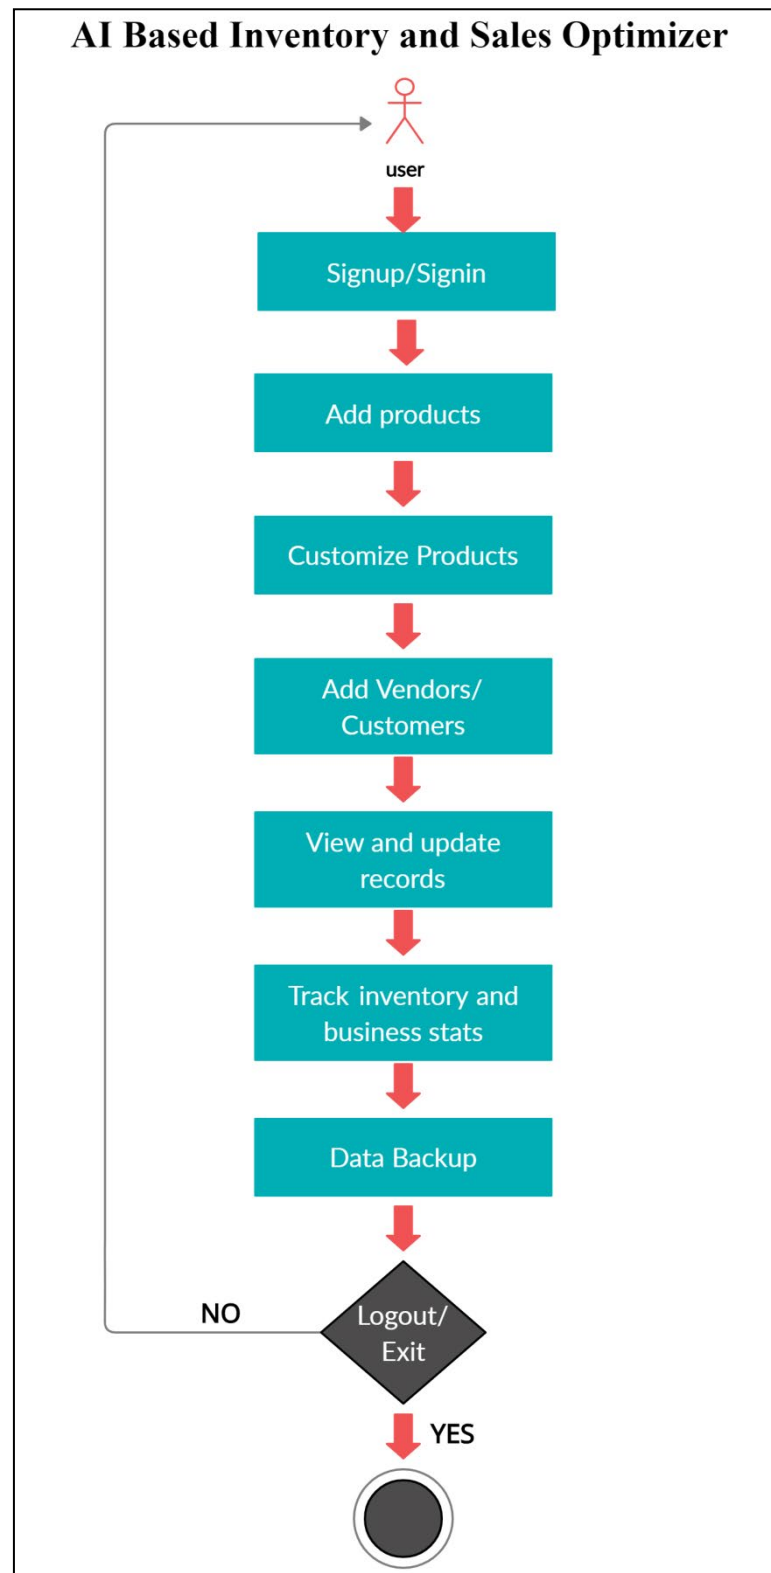 AI Based Inventory and Sales Optimizer
user
Signup/Signin
Add products
Customize Products
Add Vendors/
Customers
View and update
records
Track inventory and
business stats
Data Backup
Logout/
Exit
NO
YES